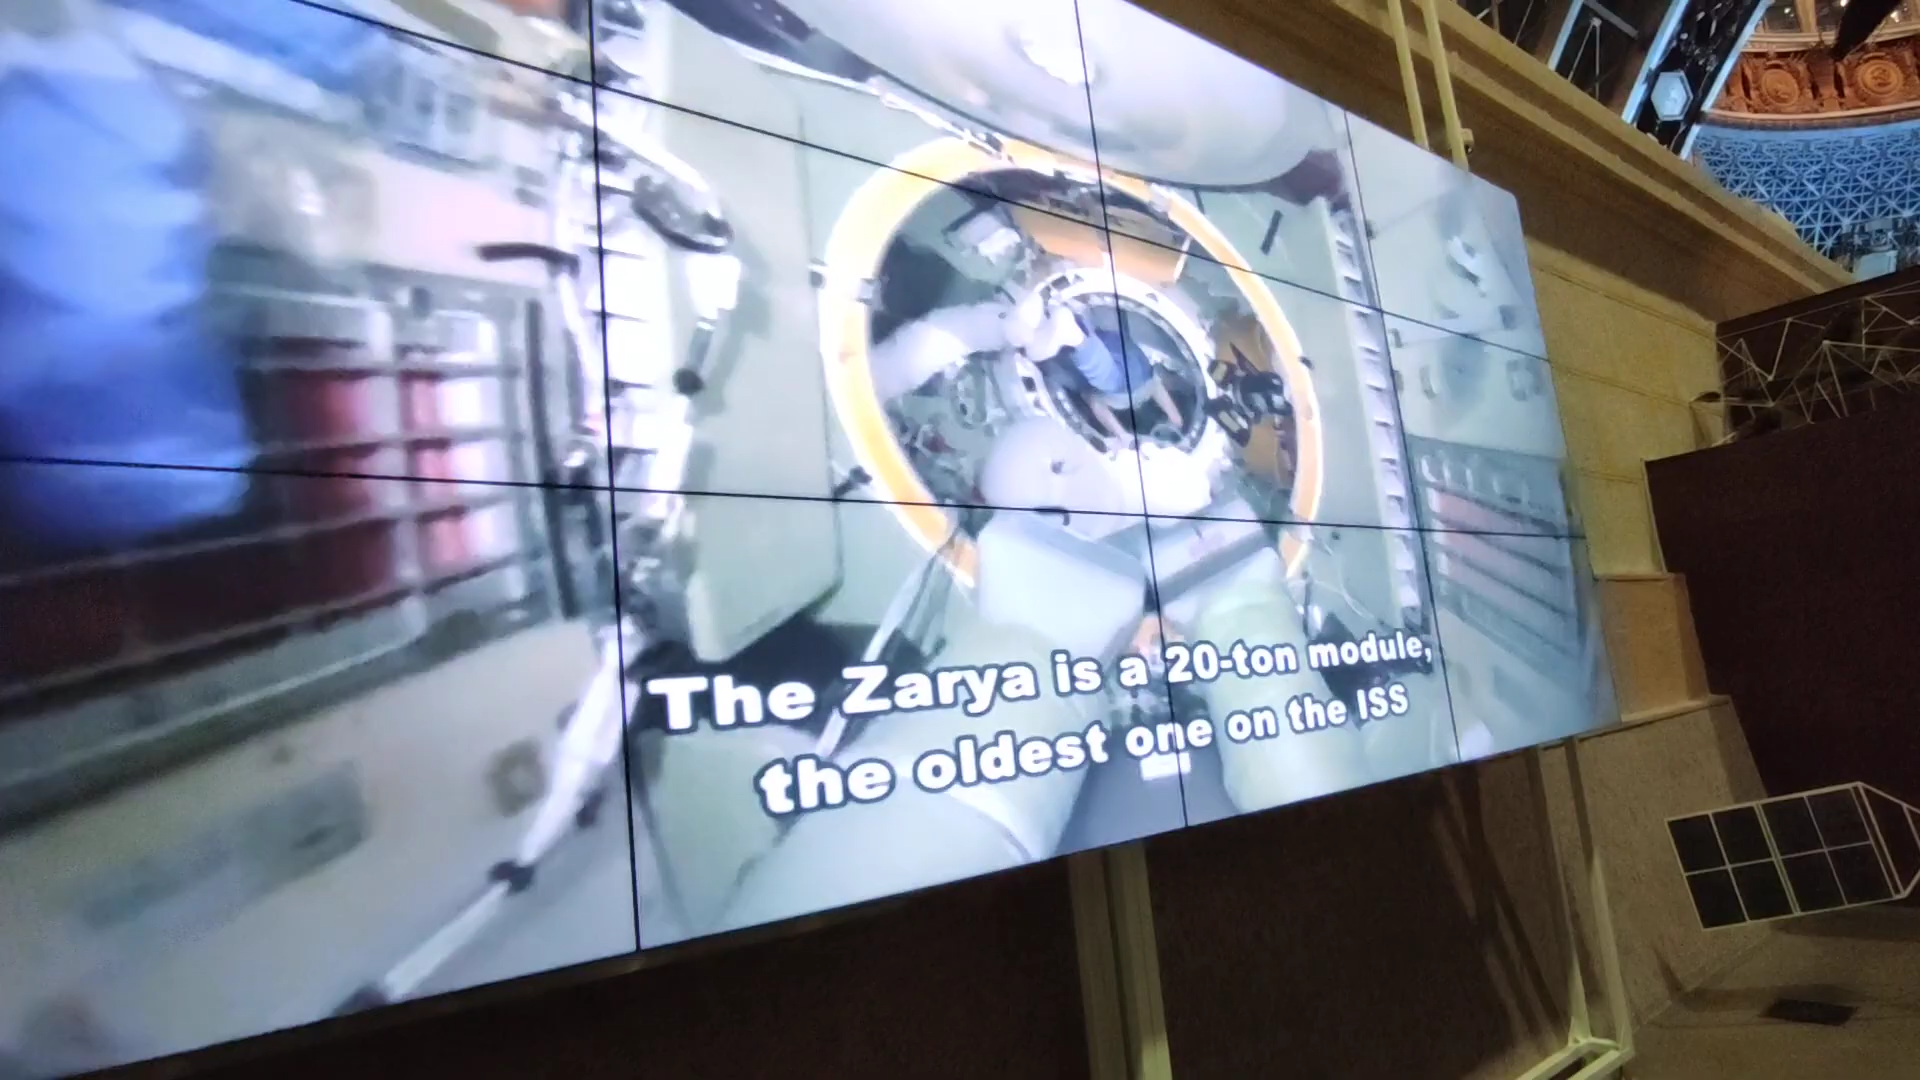 The Zarya is a 20-ton module,
the oldest one on the ISS